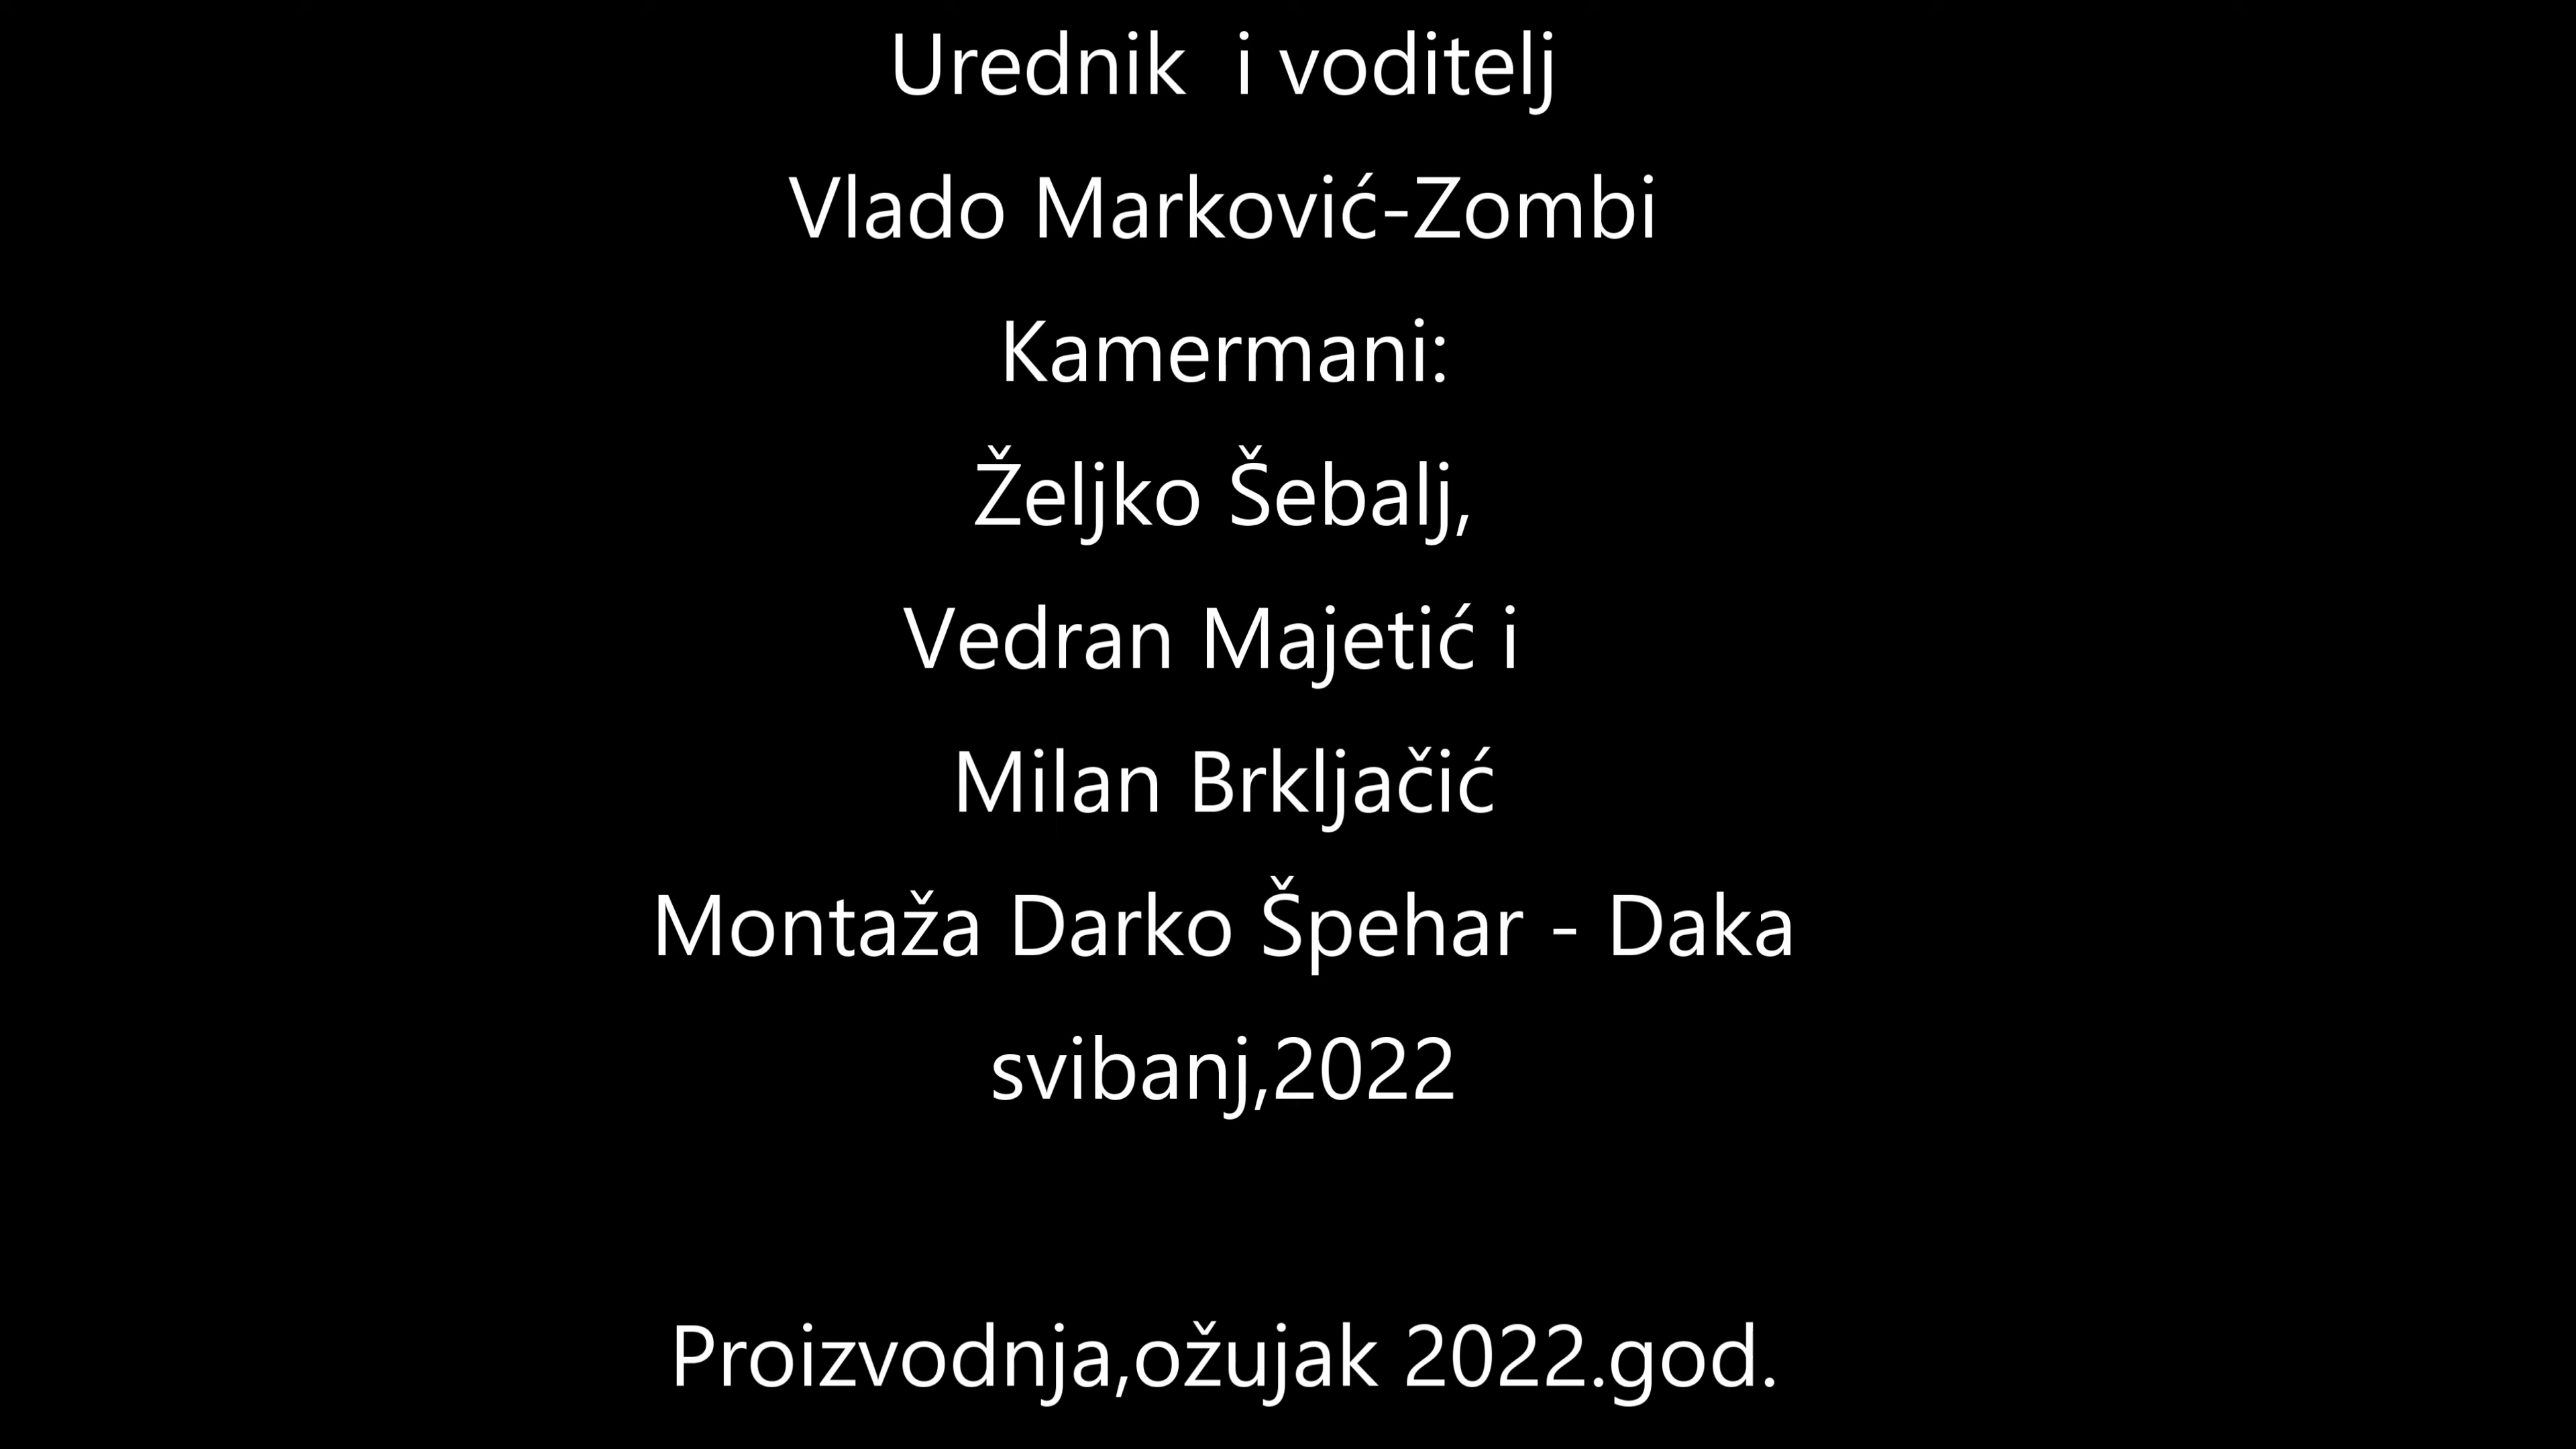 Urednik  i voditelj
Vlado Marković-Zombi
Kamermani:
Željko Šebalj,
Vedran Majetić i
Milan Brkljačić
Montaža Darko Špehar - Daka
svibanj,2022
Proizvodnja,ožujak 2022.god.